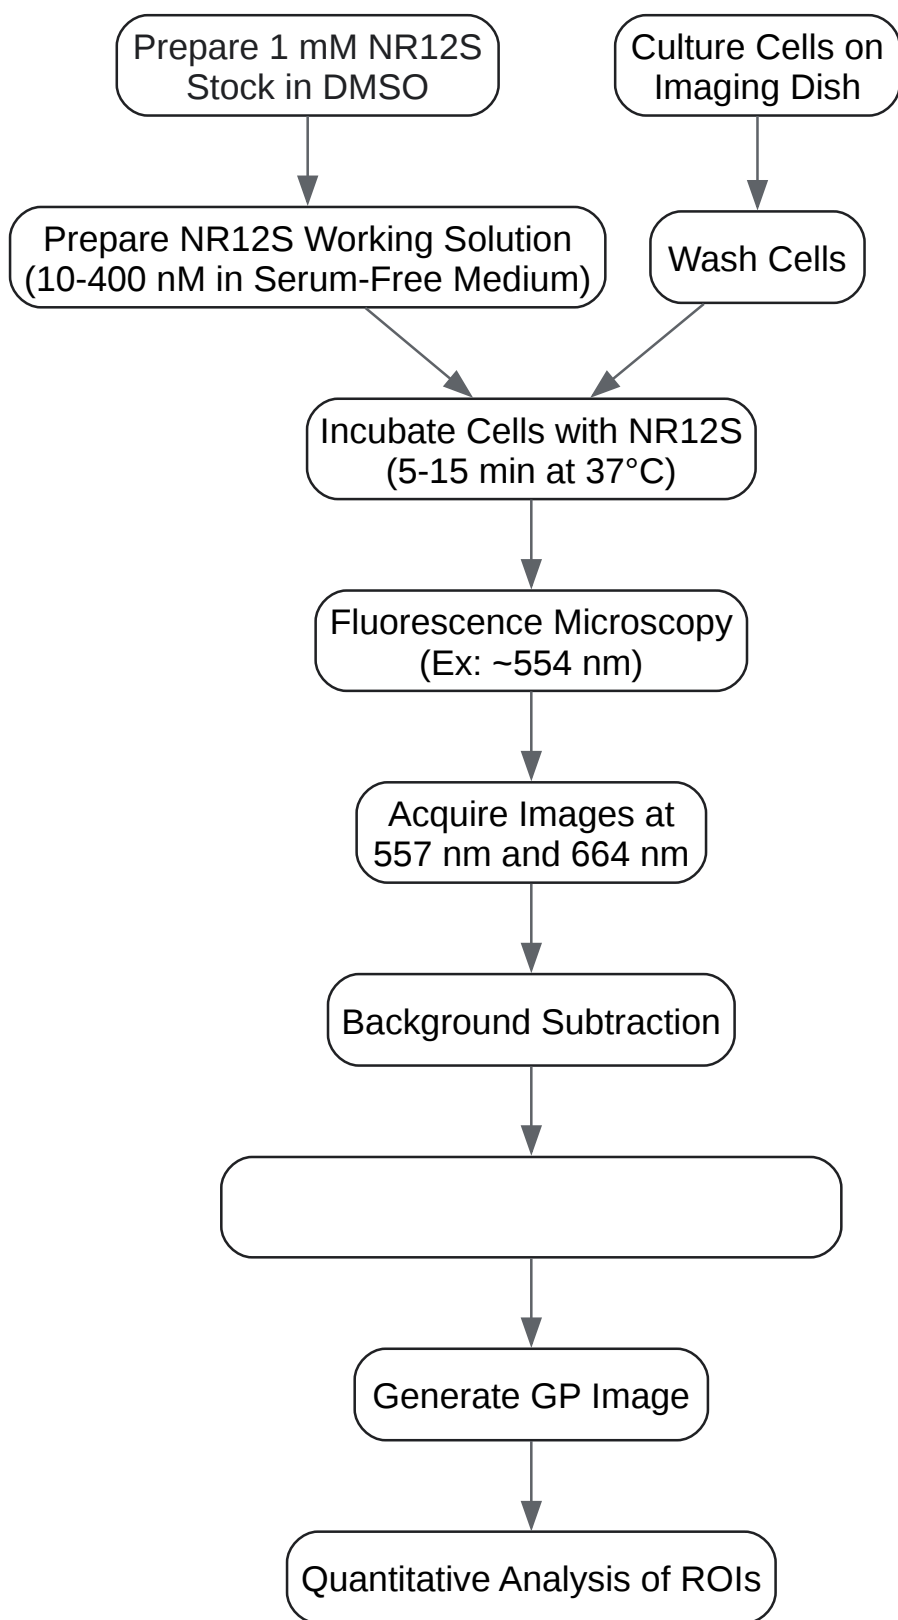 Prepare 1 mM NR12S
Stock in DMSO
Culture Cells on
Imaging Dish
Prepare NR12S Working Solution
(10-400 nM in Serum-Free Medium)
Wash Cells
Incubate Cells with NR12S
(5-15 min at 37°C)
Fluorescence Microscopy
(Ex: ~554 nm)
Acquire Images at
557 nm and 664 nm
Background Subtraction
Generate GP Image
Quantitative Analysis of ROIs